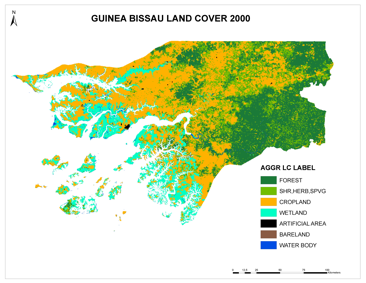 GUINEA BISSAU LAND COVER 2000
N
AGGR LC LABEL
FOREST
SHR,HERB,SPVG
CROPLAND
WETLAND
ARTIFICIAL AREA
BARELAND
WATER BODY